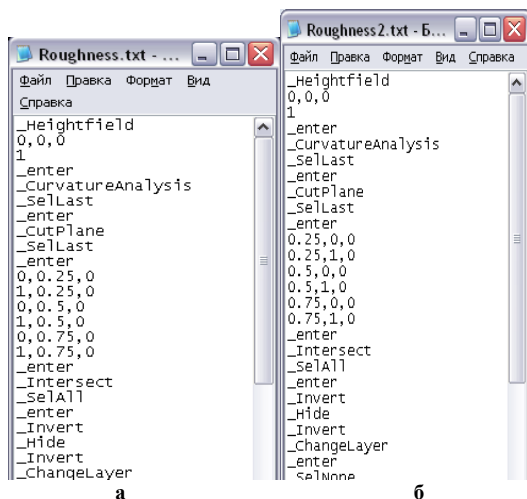 Roughness.txt - ...
Файл Правка Формат Вид
Справка
_Heightfield
0,0,0
1
_enter
_CurvatureAnalysis
_SelLast
_enter
_CutPlane
_SelLast
_enter
0,0.25,0
1,0.25,0
0,0.5,0
1,0.5,0
0,0.75,0
1,0.75,0
_enter
_Intersect
_SelAll
_enter
_Invert
_Hide
_Invert
_ChangeLayer
а
Roughness2.txt - Б...
Файл Правка Формат Вид Справка
_Heightfield
0,0,0
1
_enter
_CurvatureAnalysis
_SelLast
_enter
_CutPlane
_SelLast
_enter
0.25,0,0
0.25,1,0
0.5,0,0
0.5,1,0
0.75,0,0
0.75,1,0
_enter
_Intersect
_SelAll
_enter
_Invert
_Hide
_Invert
_ChangeLayer
_enter
_SelNone
б